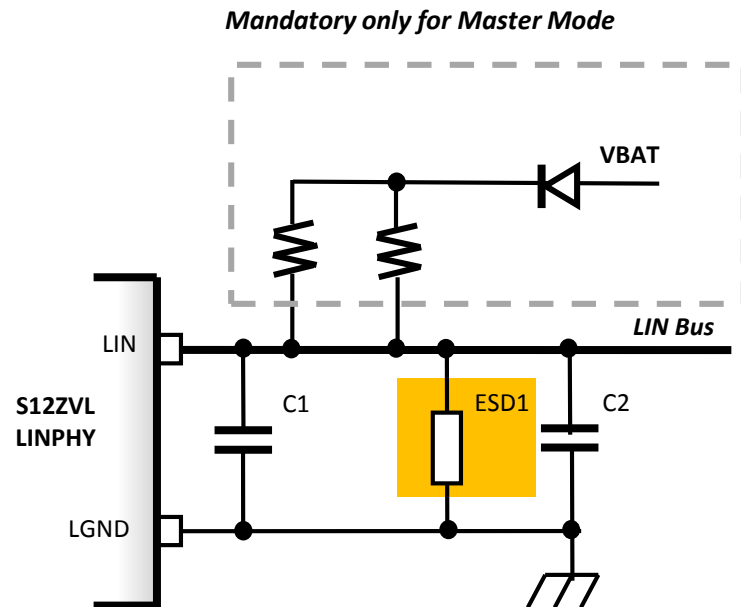 Mandatory only for Master Mode
VBAT
LIN Bus
LIN
C1
ESD1
C2
S12ZVL
LINPHY
LGND